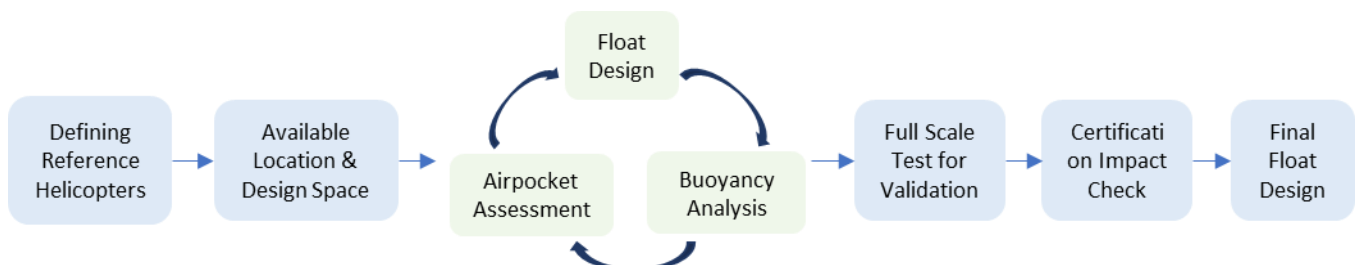 Defining
Reference
Helicopters
Available
Location &
Design Space
Float
Design
Airpocket
Assessment
Buoyancy
Analysis
Full Scale
Test for
Validation
Certificati
on Impact
Check
Final
Float
Design